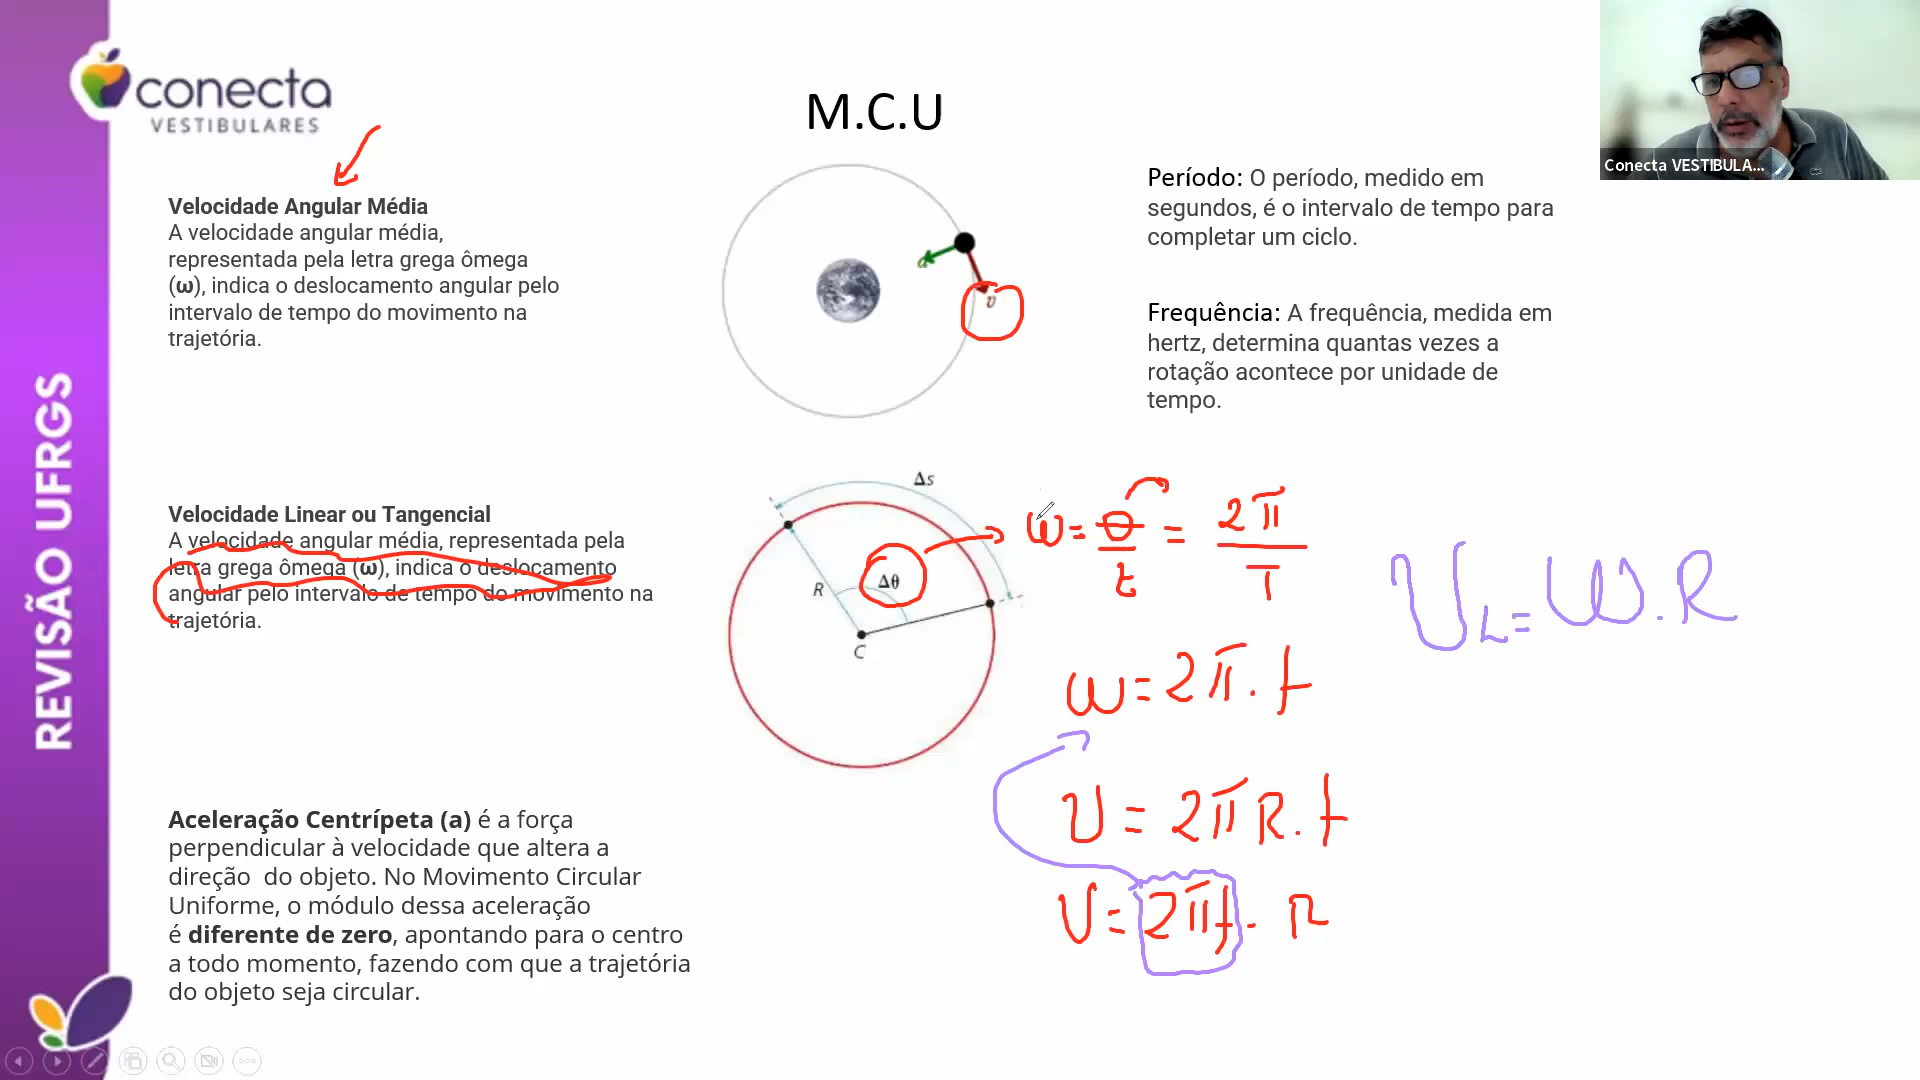 conecta
VESTIBULARES
REVISÃO UFRGS
M.C.U
Velocidade Angular Média
A velocidade angular média,
representada pela letra grega ômega
(ω), indica o deslocamento angular pelo
intervalo de tempo do movimento na
trajetória.
a
v
Período: O período, medido em
segundos, é o intervalo de tempo para
completar um ciclo.
Frequência: A frequência, medida em
hertz, determina quantas vezes a
rotação acontece por unidade de
tempo.
Conecta VESTIBULA...
Velocidade Linear ou Tangencial
A velocidade angular média, representada pela
letra grega ômega (ω), indica o deslocamento
angular pelo intervalo de tempo do movimento na
trajetória.
Δs
Δθ
R
C
ω = θ/t = 2π/T
ω = 2π.f
V = 2πR.f
V = 2πf. R
VL = ω.R
Aceleração Centrípeta (a) é a força
perpendicular à velocidade que altera a
direção do objeto. No Movimento Circular
Uniforme, o módulo dessa aceleração
é diferente de zero, apontando para o centro
a todo momento, fazendo com que a trajetória
do objeto seja circular.